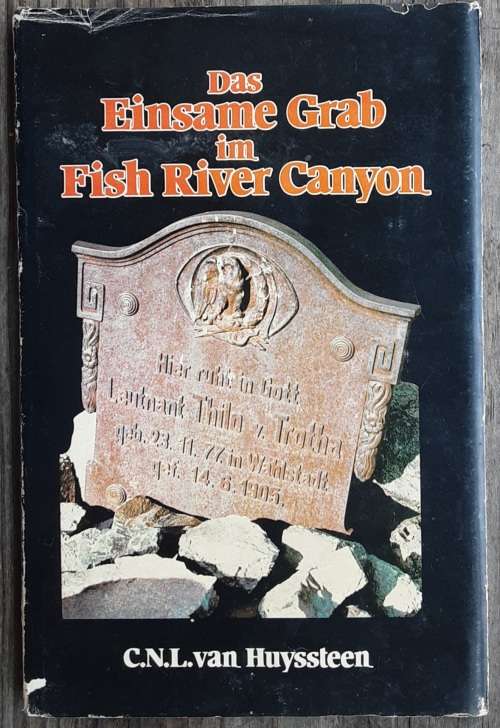 Das
Einsame Grab
im
Fish River Canyon
Hier ruht in Gott
Leutnant Thilo v. Trotha
geb. 23. 11. 77. in Wahlstadt
gef. 14. 6. 1905.
C.N.L. van Huyssteen